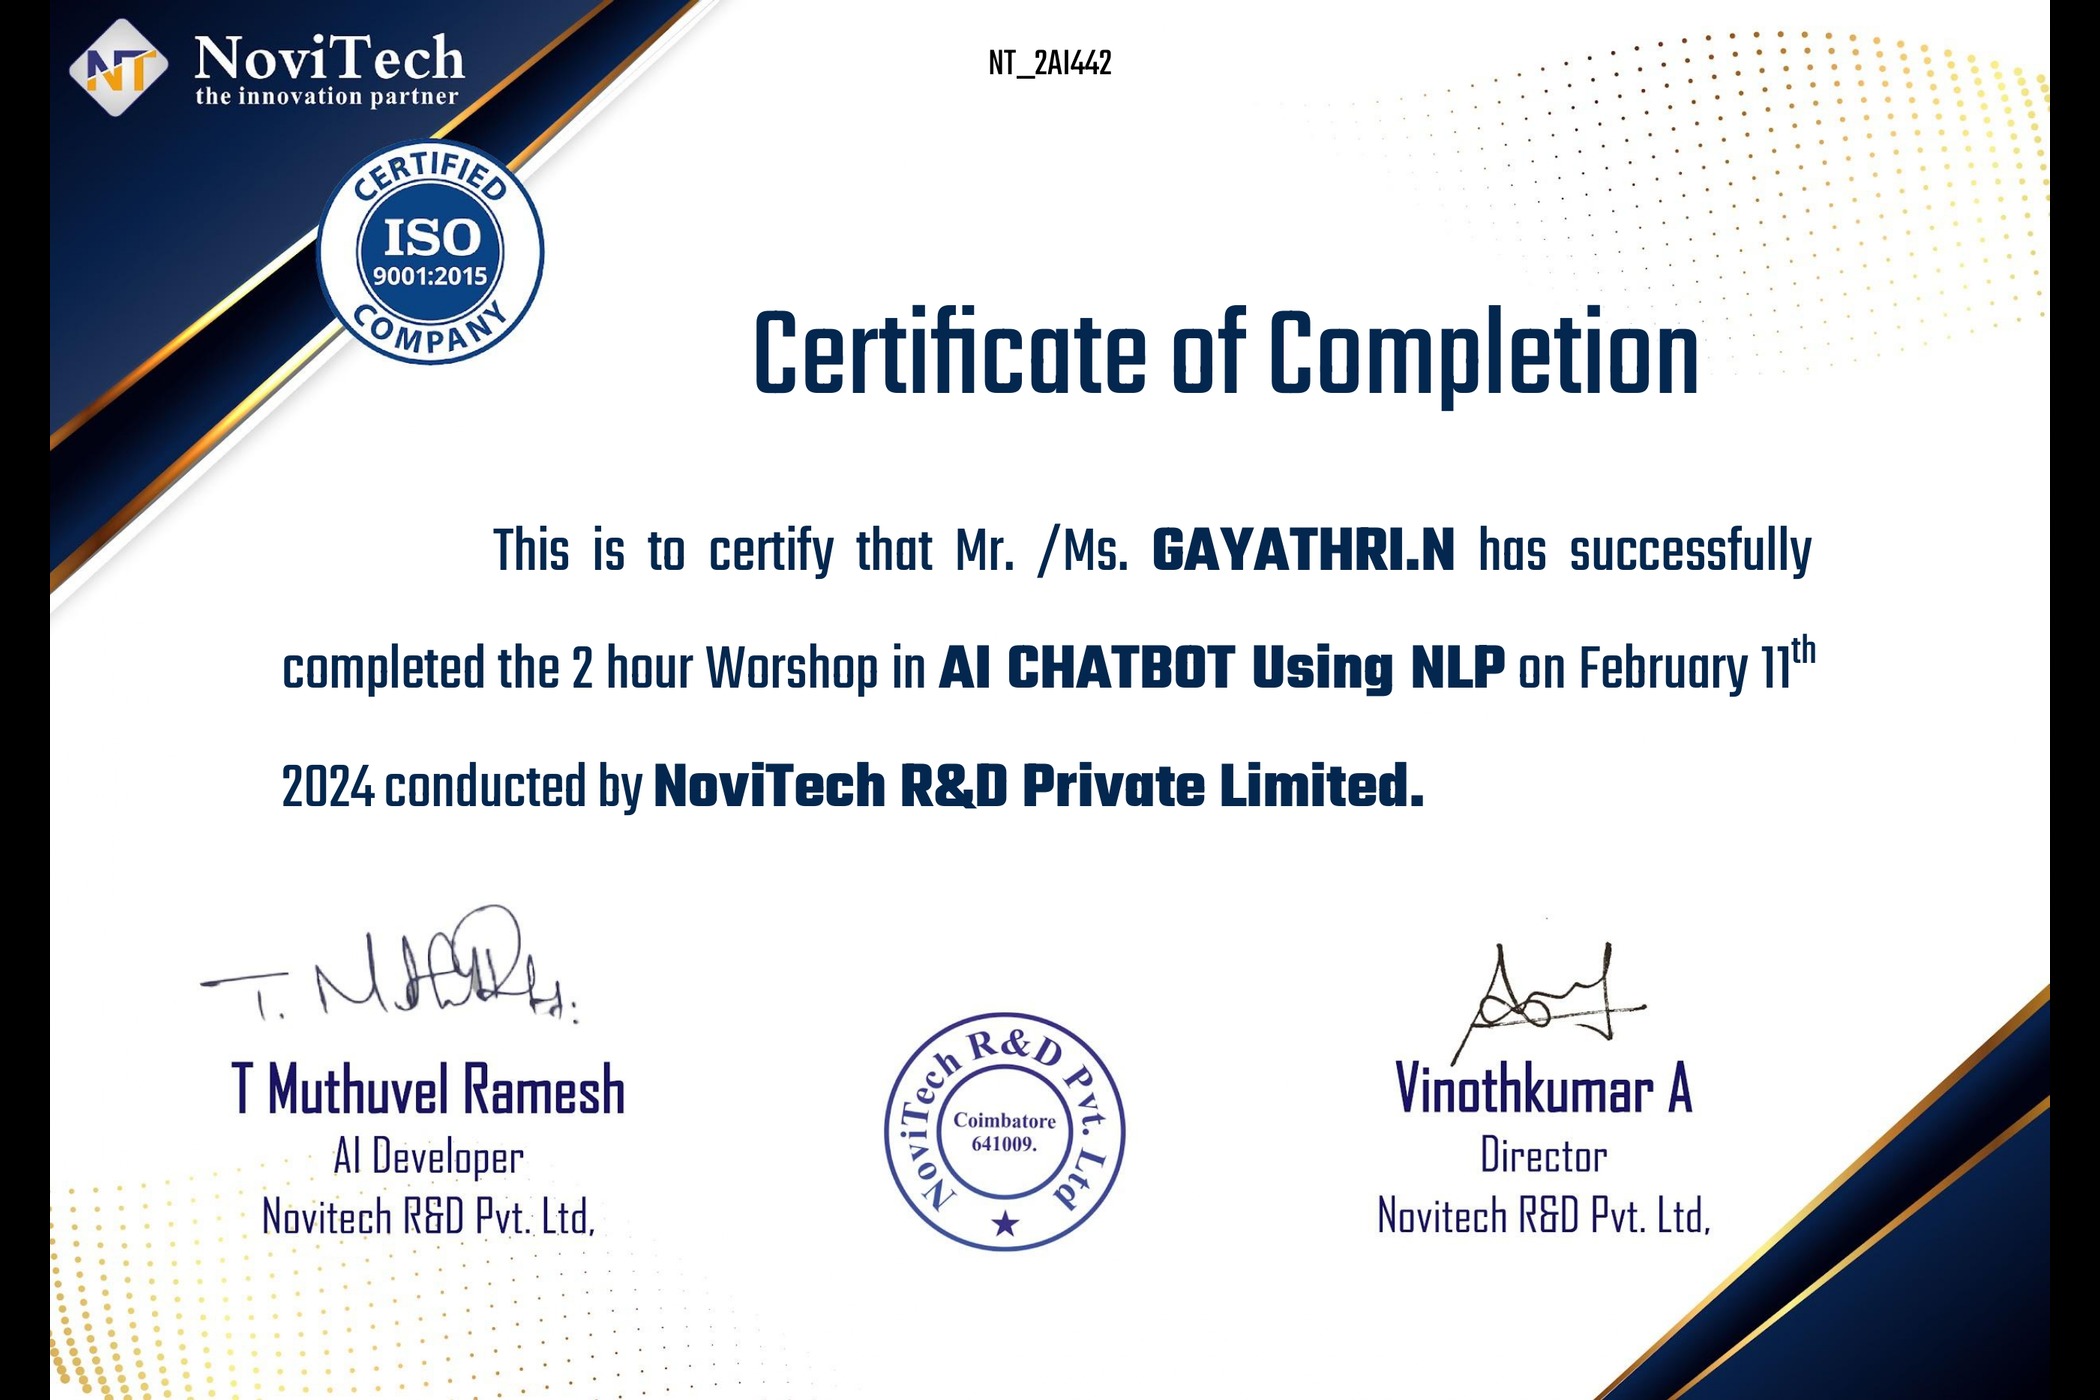 NT
NoviTech
the innovation partner
NT_2AI442
CERTIFIED
ISO
9001:2015
COMPANY
Certificate of Completion
This is to certify that Mr. /Ms. GAYATHRI.N has successfully
completed the 2 hour Worshop in AI CHATBOT Using NLP on February 11th
2024 conducted by NoviTech R&D Private Limited.
T Muthuvel Ramesh
AI Developer
Novitech R&D Pvt. Ltd,
NoviTech R&D Pvt. Ltd
Coimbatore
641009.
Vinothkumar A
Director
Novitech R&D Pvt. Ltd,